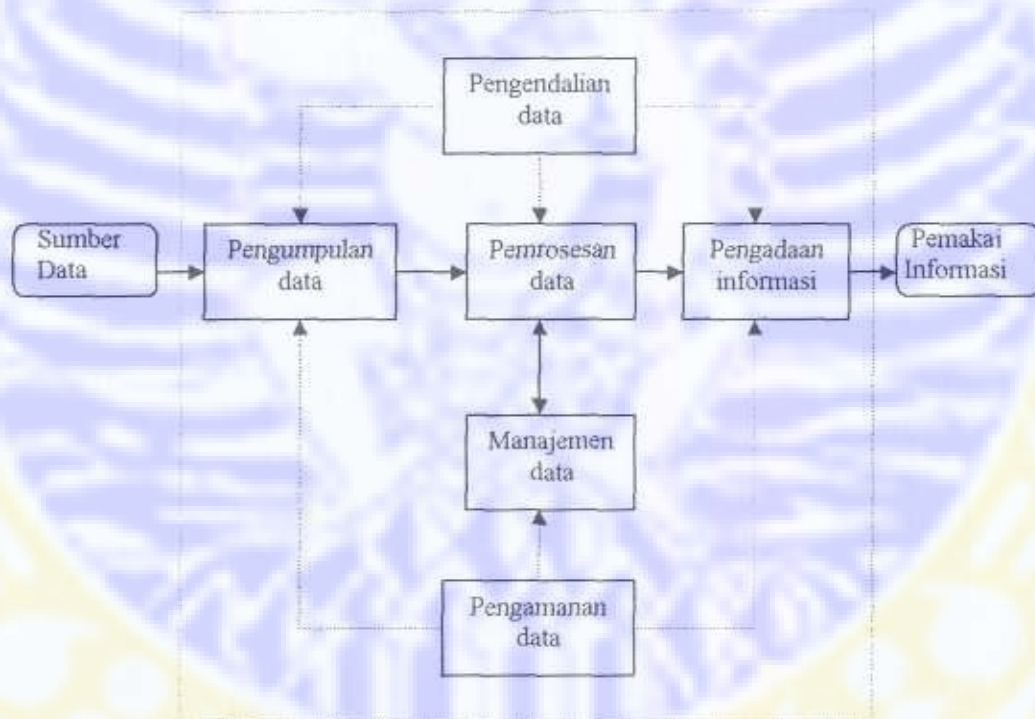 Pengendalian
data
Sumber
Data
Pengumpulan
data
Pemrosesan
data
Pengadaan
informasi
Pemakai
Informasi
Manajemen
data
Pengamanan
data